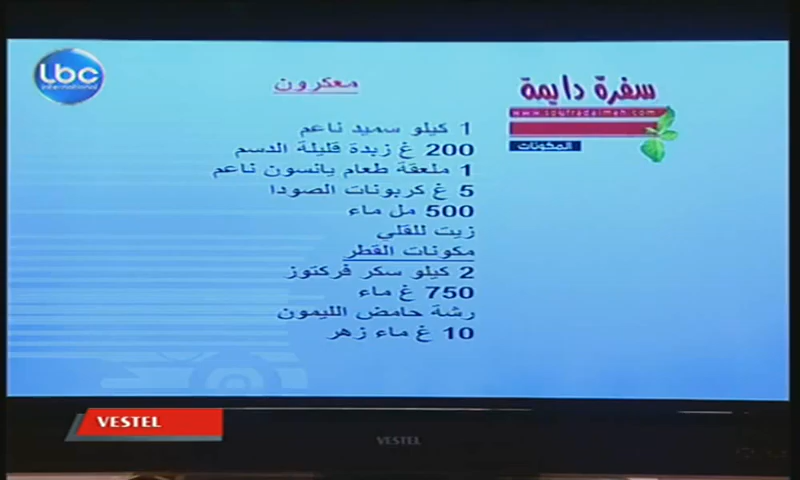 lbc
international
معكرون
سفرة دايمة
www.soufradaimeh.com
المكونات
1 كيلو سميد ناعم
200 غ زبدة قليلة الدسم
1 ملعقة طعام يانسون ناعم
5 غ كربونات الصودا
500 مل ماء
زيت للقلي
مكونات القطر
2 كيلو سكر فركتوز
750 غ ماء
رشة حامض الليمون
10 غ ماء زهر
VESTEL
VESTEL